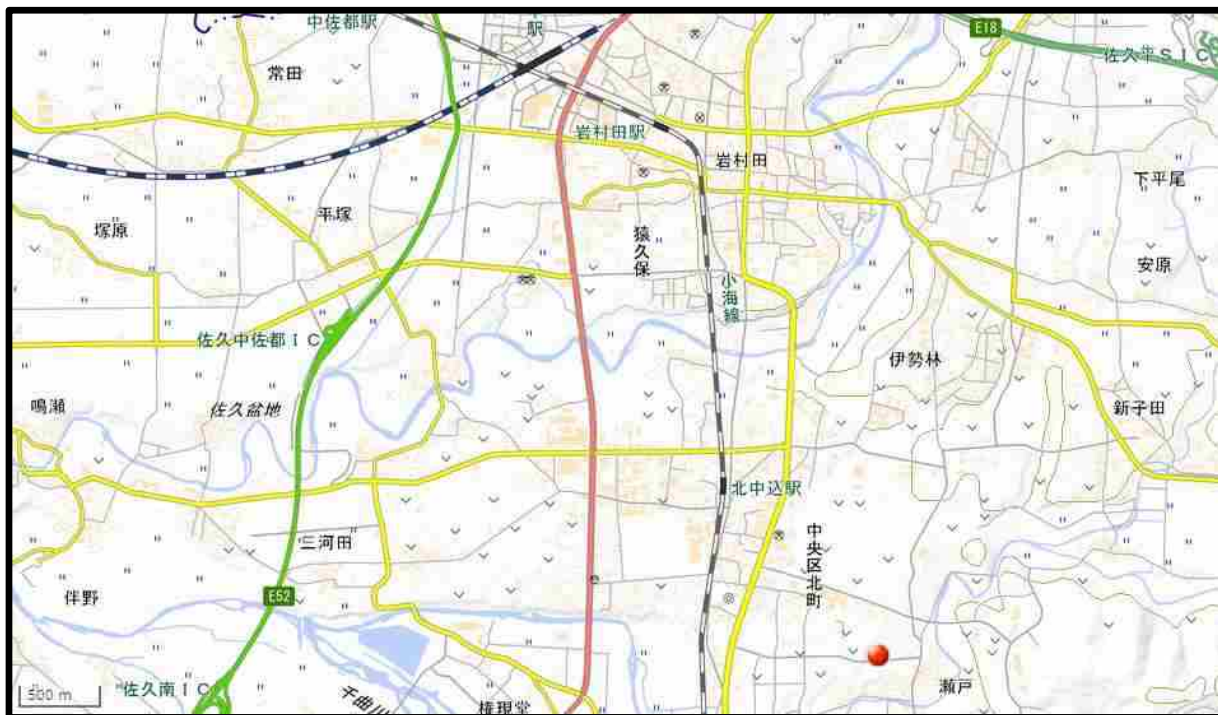 中佐都駅
駅
E18
佐久平SIC
常田
岩村田駅
岩村田
下平尾
塚原
平塚
猿久保
安原
小海線
佐久中佐都IC
伊勢林
鳴瀬
佐久盆地
新子田
北中込駅
三河田
中央区北町
伴野
E52
瀬戸
500 m
佐久南IC
千曲川
権現堂